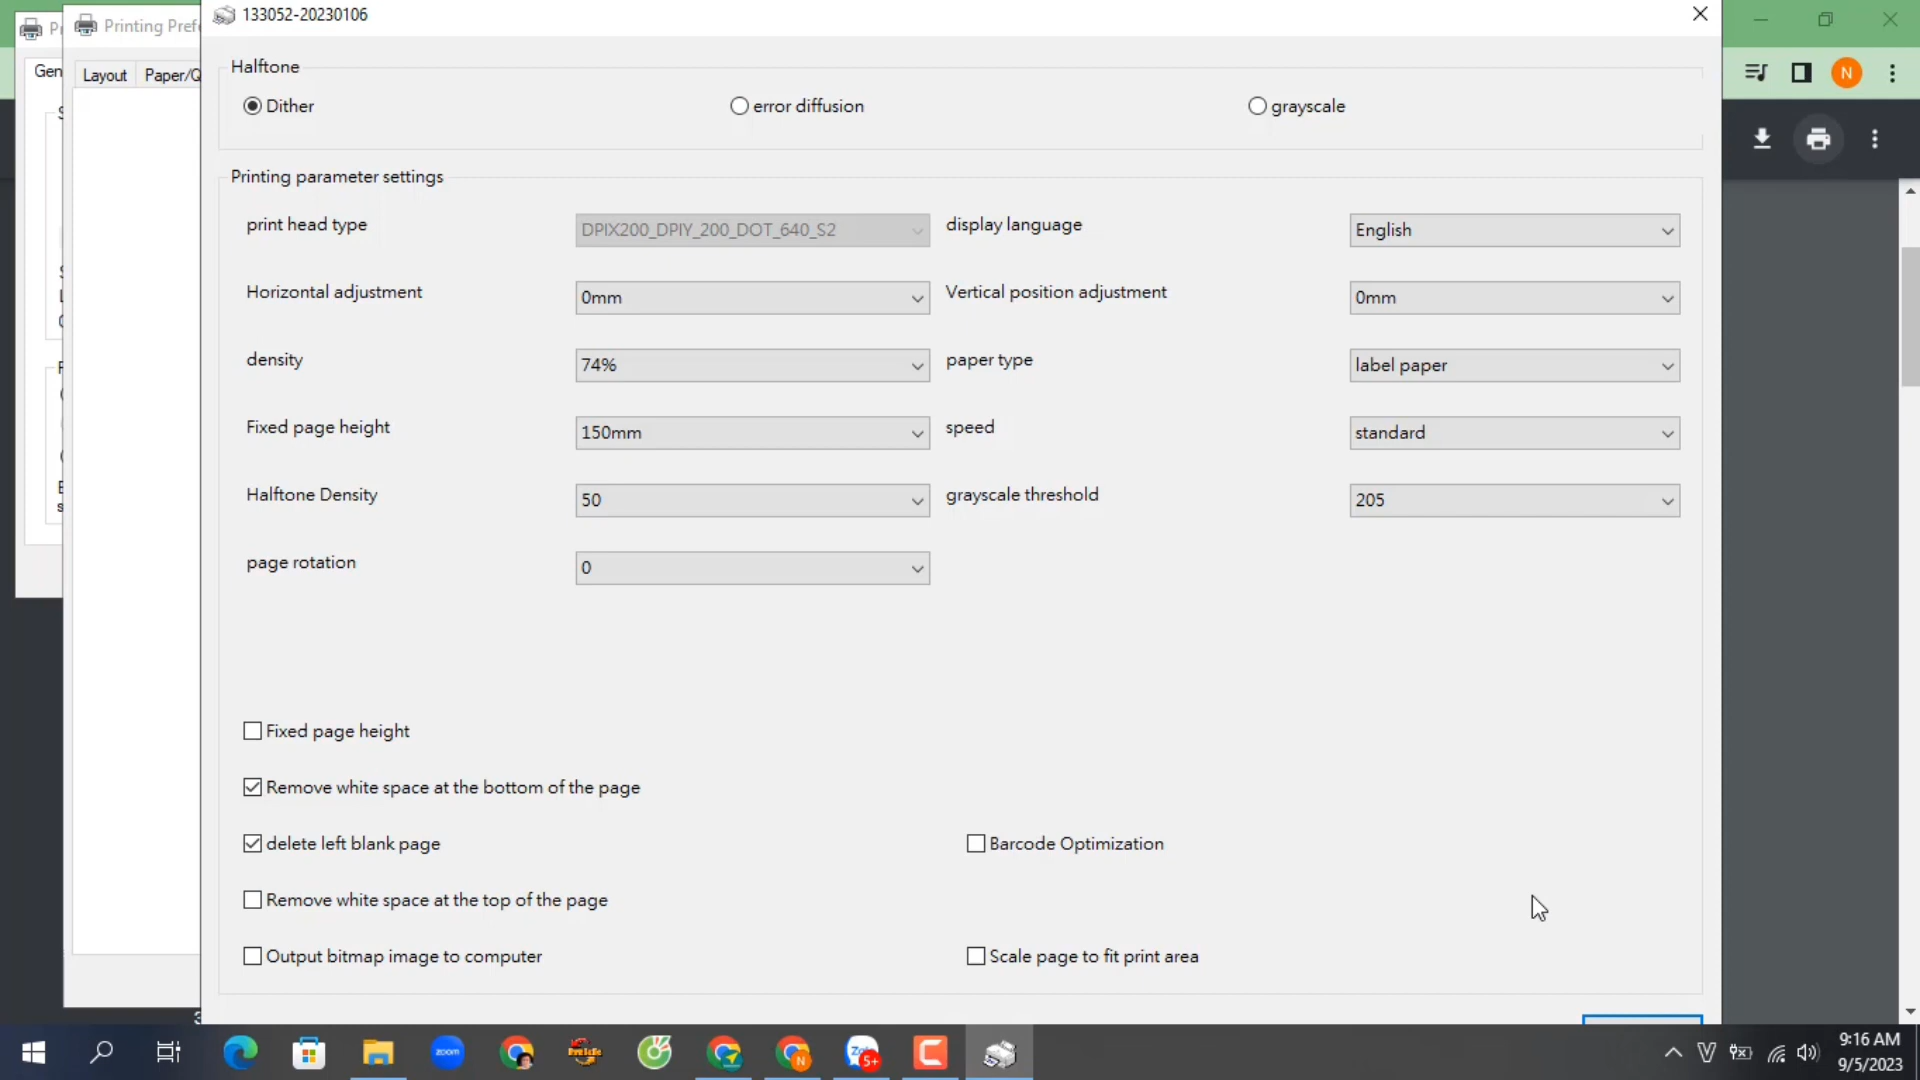 133052-20230106
Printing Pref
Gen
Layout
Paper/Q
Halftone
Dither
error diffusion
grayscale
N
Printing parameter settings
print head type
DPIX200_DPIY_200_DOT_640_S2
display language
English
Horizontal adjustment
0mm
Vertical position adjustment
0mm
density
74%
paper type
label paper
Fixed page height
150mm
speed
standard
Halftone Density
50
grayscale threshold
205
page rotation
0
Fixed page height
Remove white space at the bottom of the page
delete left blank page
Barcode Optimization
Remove white space at the top of the page
Output bitmap image to computer
Scale page to fit print area
zoom
N
5+
V
9:16 AM
9/5/2023